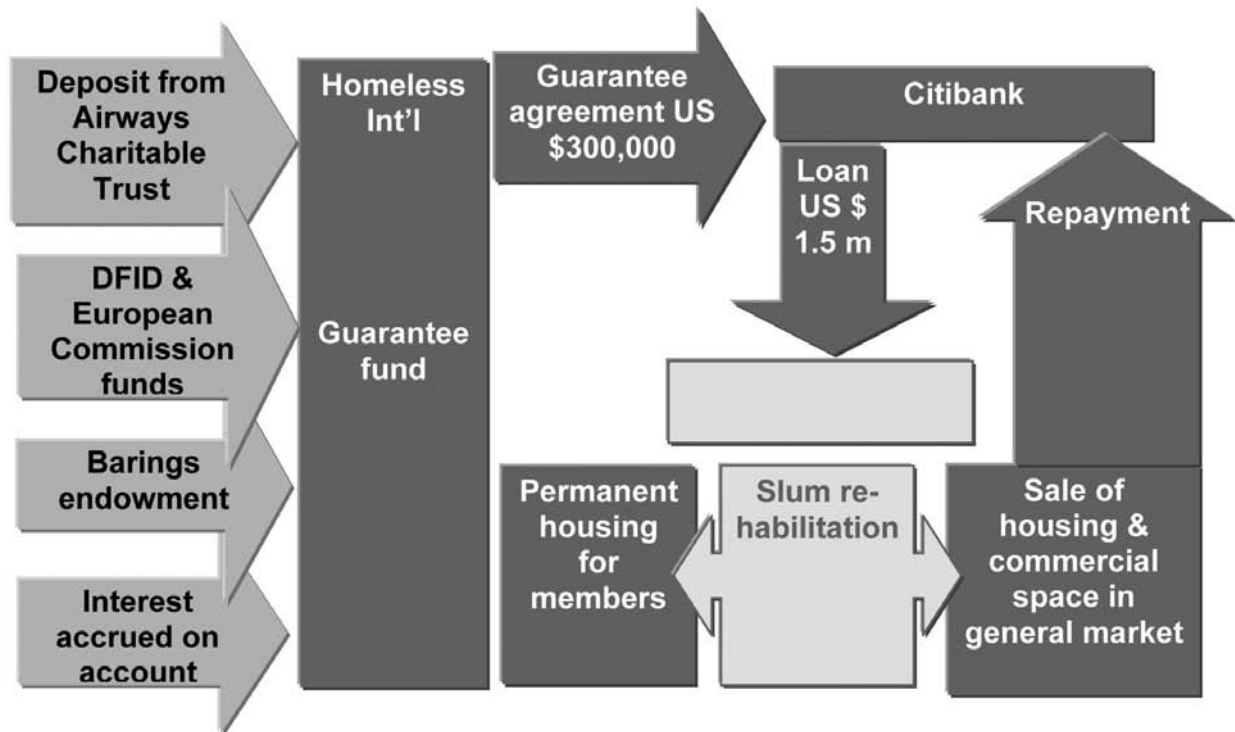 Deposit from
Airways
Charitable
Trust
DFID &
European
Commission
funds
Barings
endowment
Interest
accrued on
account
Homeless
Int'l
Guarantee
fund
Guarantee
agreement US
$300,000
Citibank
Loan
US $
1.5 m
Repayment
Permanent
housing
for
members
Slum re-
habilitation
Sale of
housing &
commercial
space in
general market